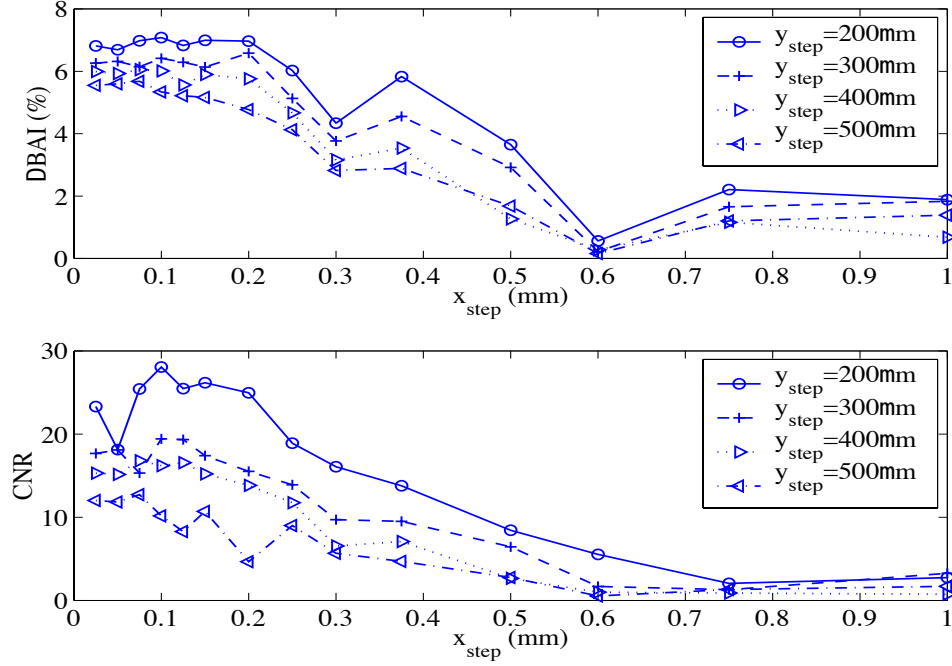 8
6
4
2
0
DBAI (%)
0 0.1 0.2 0.3 0.4 0.5 0.6 0.7 0.8 0.9 1
x_step (mm)
y_step=200mm
y_step=300mm
y_step=400mm
y_step=500mm
30
20
10
0
CNR
0 0.1 0.2 0.3 0.4 0.5 0.6 0.7 0.8 0.9 1
x_step (mm)
y_step=200mm
y_step=300mm
y_step=400mm
y_step=500mm